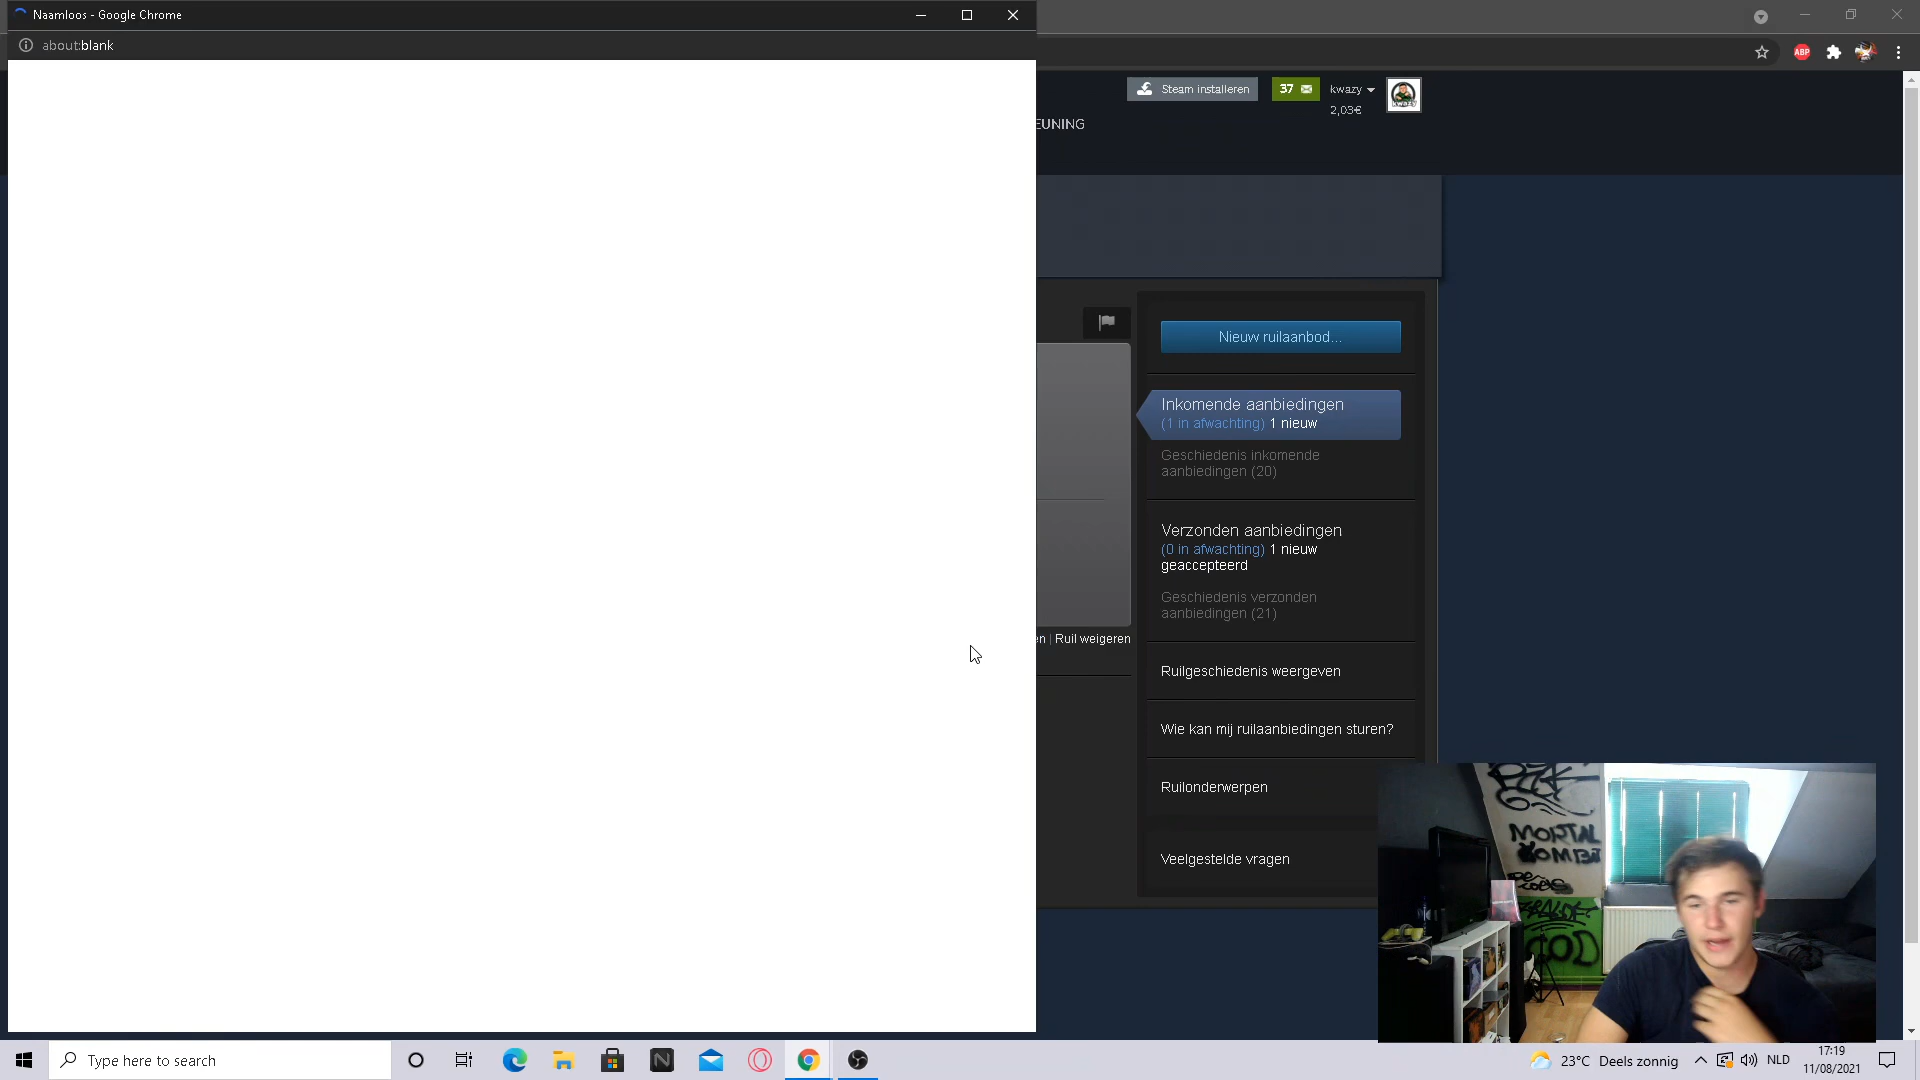 Naamloos - Google Chrome
about:blank
ABP
Steam installeren
37
kwazy
2,03€
EUNING
Nieuw ruilaanbod...
Inkomende aanbiedingen
(1 in afwachting) 1 nieuw
Geschiedenis inkomende
aanbiedingen (20)
Verzonden aanbiedingen
(0 in afwachting) 1 nieuw
geaccepteerd
Geschiedenis verzonden
aanbiedingen (21)
en | Ruil weigeren
Ruilgeschiedenis weergeven
Wie kan mij ruilaanbiedingen sturen?
Ruilonderwerpen
Veelgestelde vragen
MORTAL
KOMBAT
GOD
Type here to search
N
23°C Deels zonnig
NLD
17:19
11/08/2021